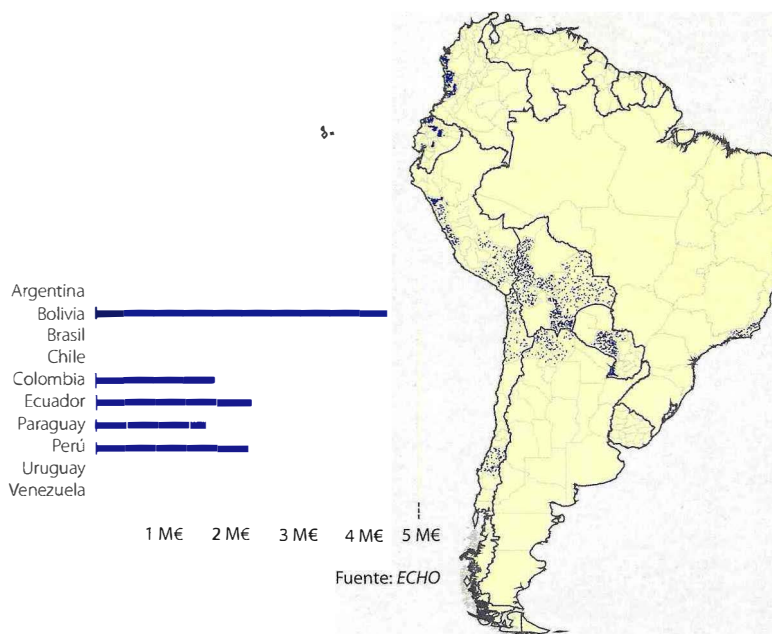 Argentina
Bolivia
Brasil
Chile
Colombia
Ecuador
Paraguay
Perú
Uruguay
Venezuela
1 M€ 2 M€ 3 M€ 4 M€ 5 M€
Fuente: ECHO